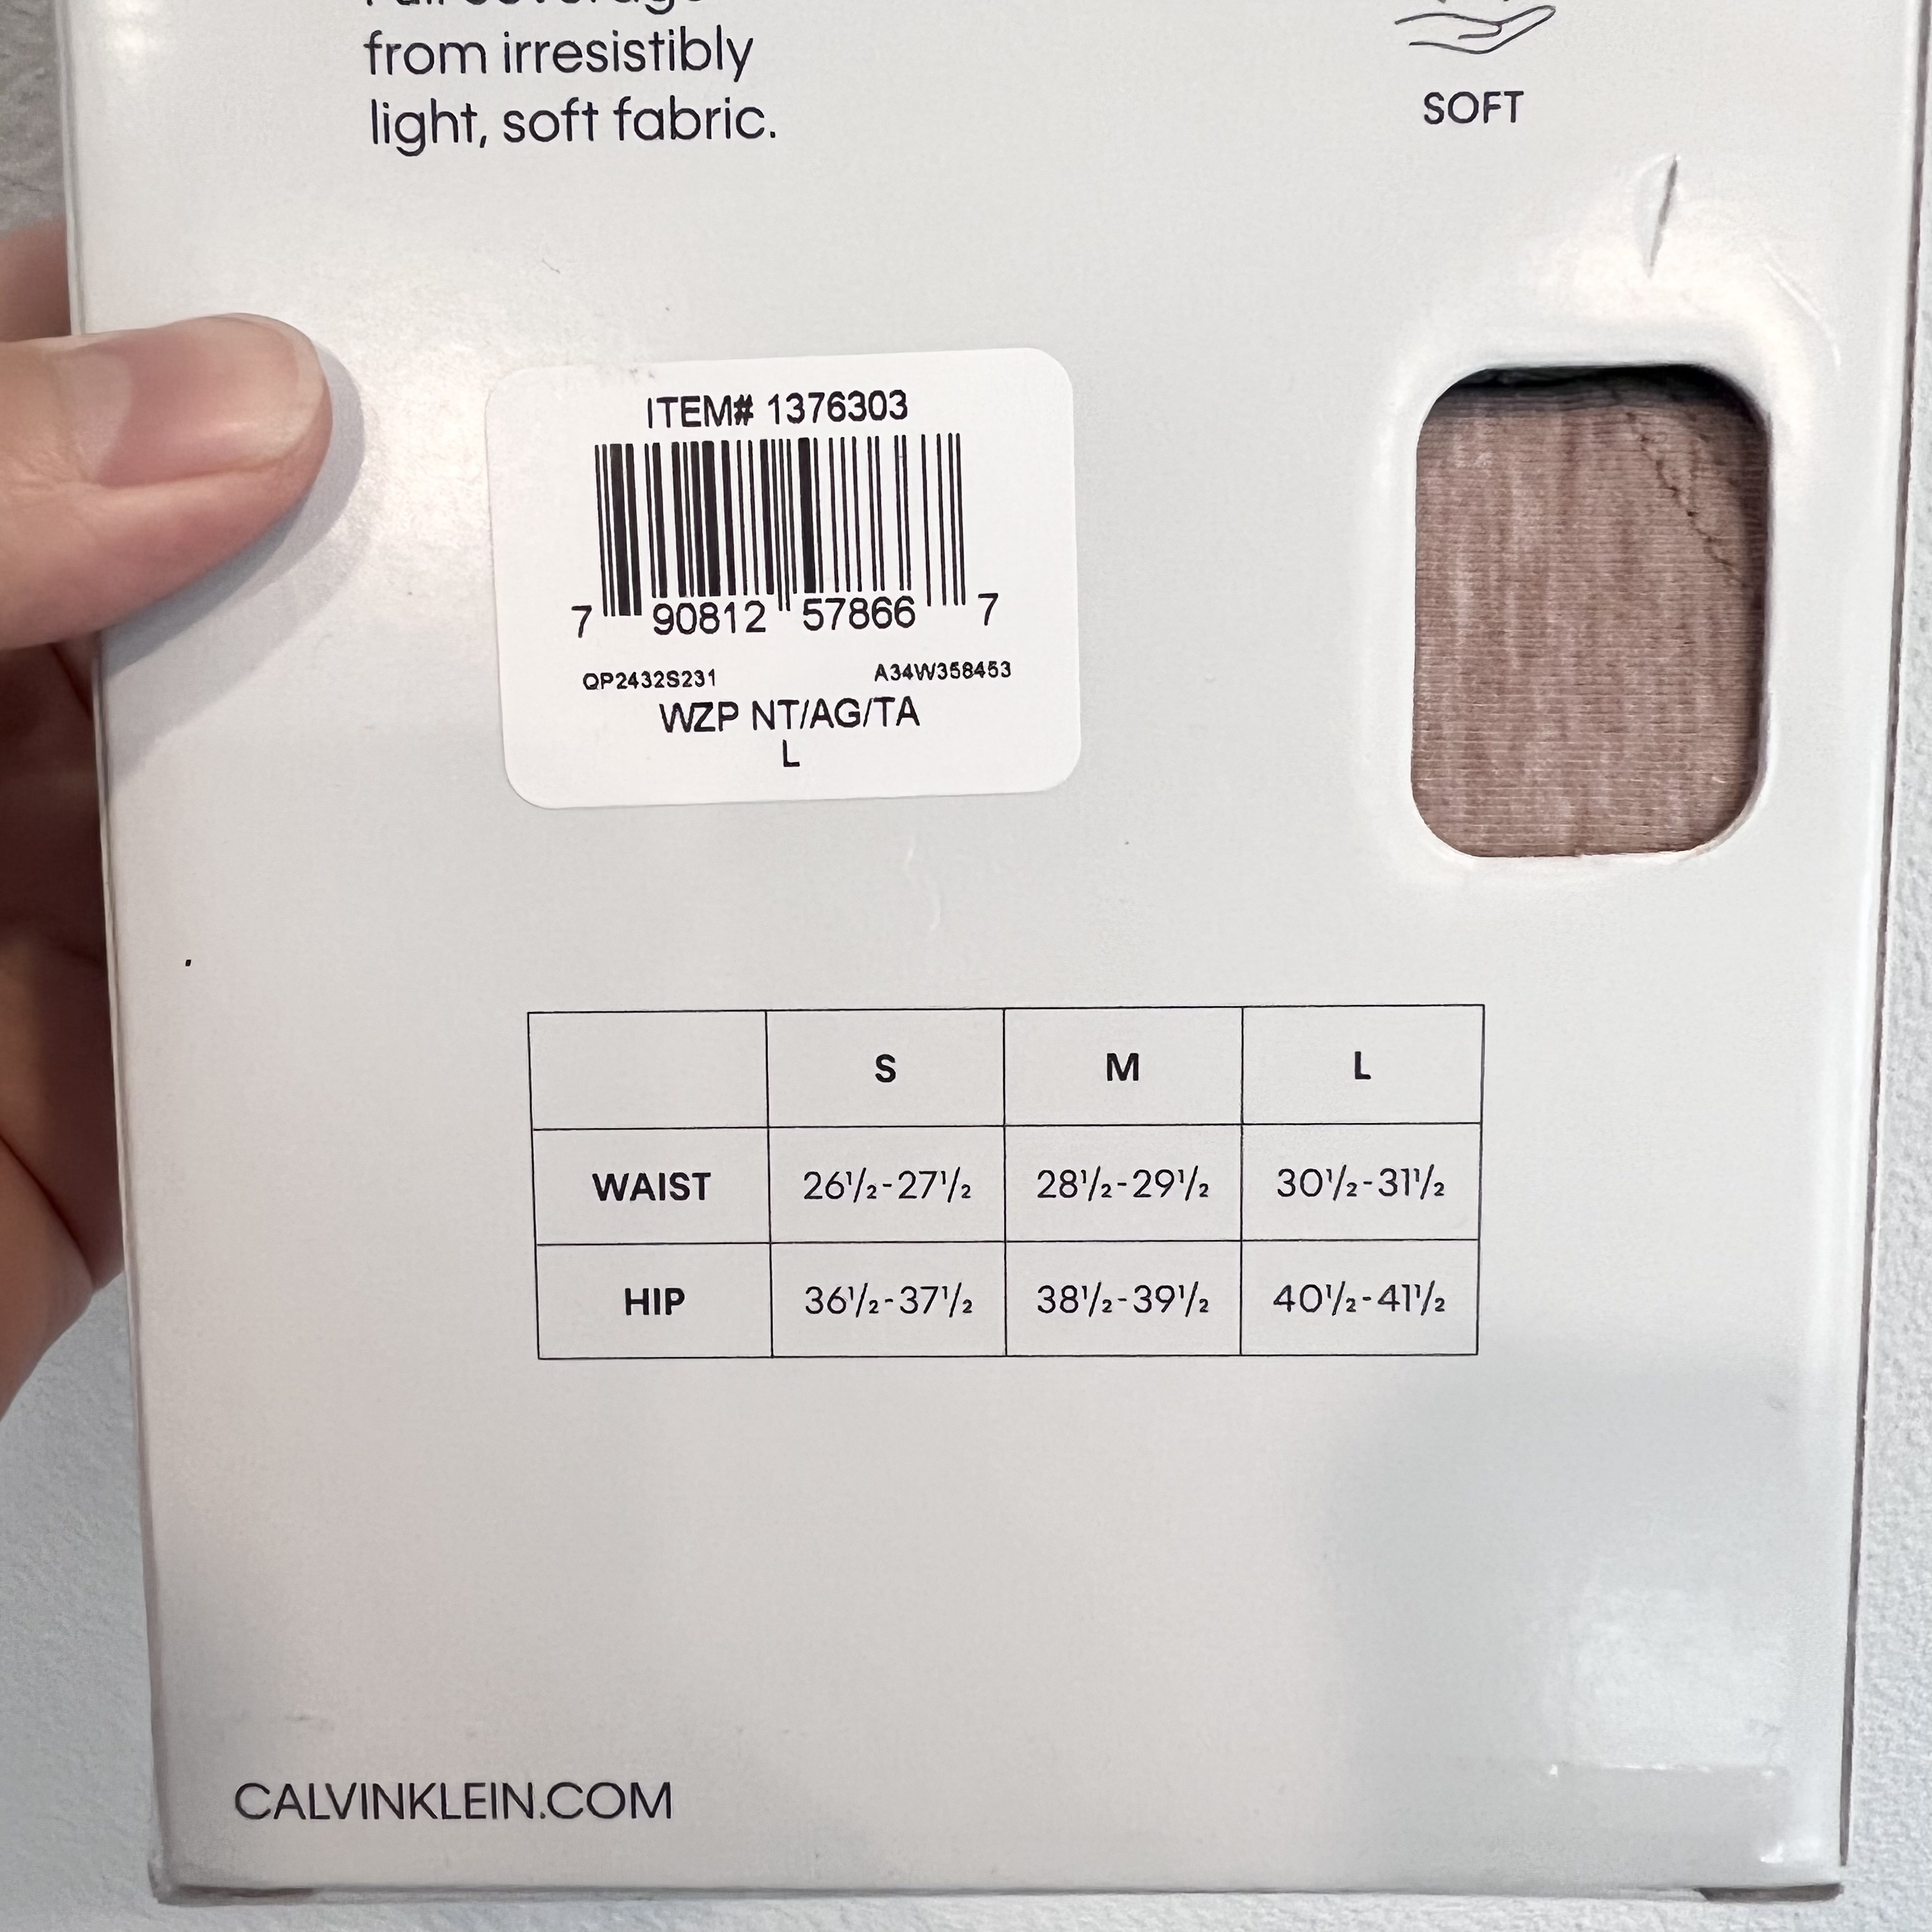 from irresistibly
light, soft fabric.
SOFT
ITEM# 1376303
7 90812 57866 7
QP2432S231 A34W358453
WZP NT/AG/TA
L
S M L
WAIST 26½-27½ 28½-29½ 30½-31½
HIP 36½-37½ 38½-39½ 40½-41½
CALVINKLEIN.COM